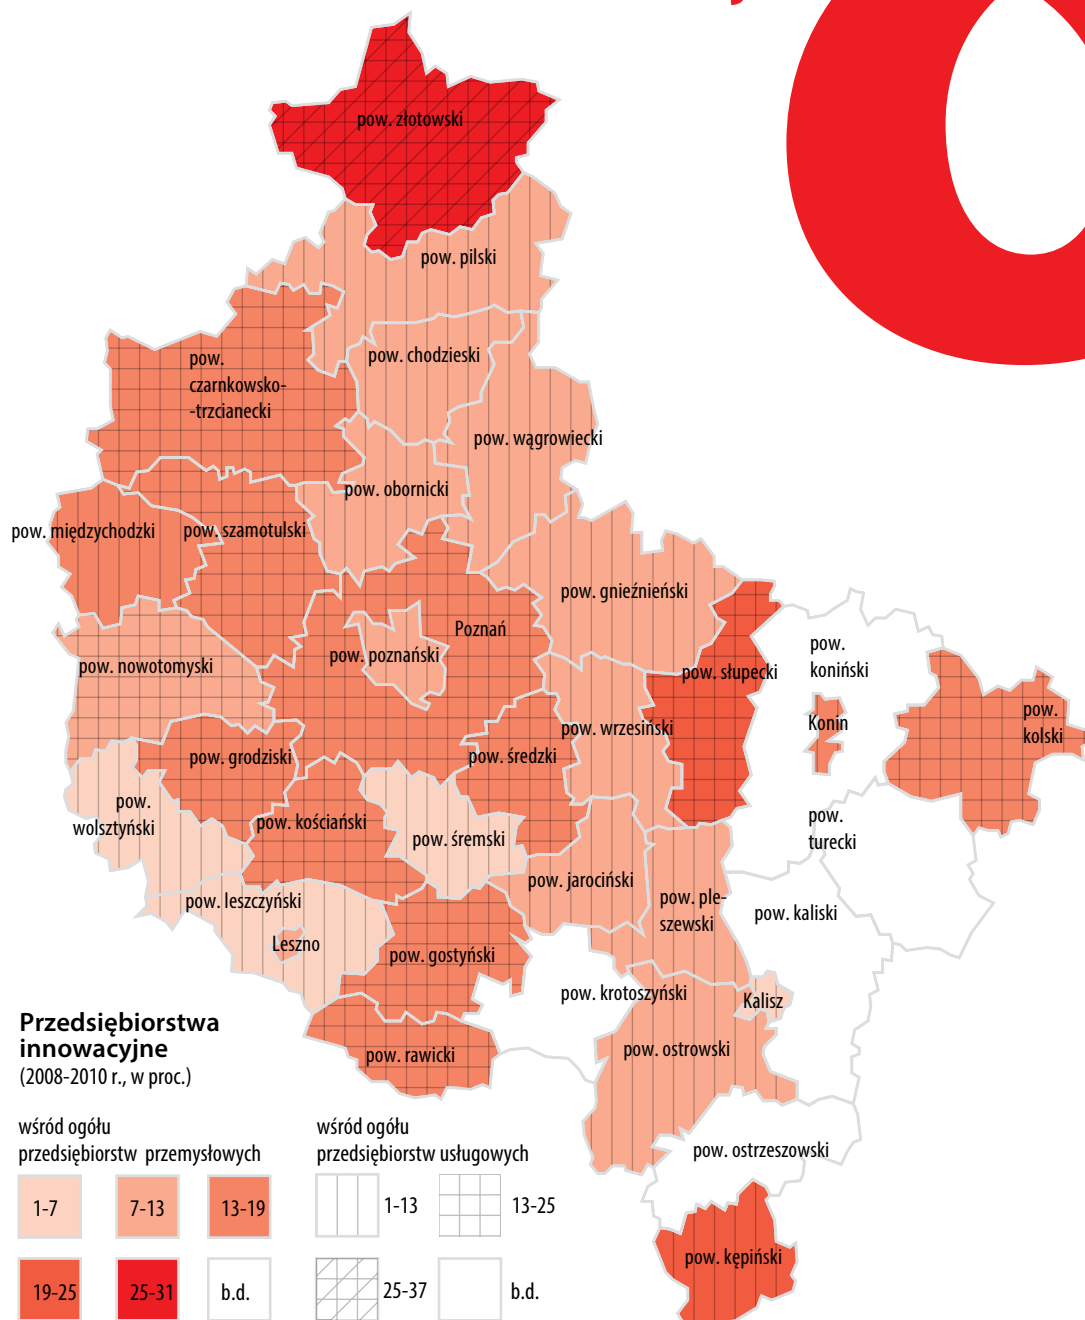 pow. złotowski
pow. pilski
pow. chodzieski
pow.
czarnkowsko-
-trzcianecki
pow. wągrowiecki
pow. obornicki
pow. międzychodzki
pow. szamotulski
pow. gnieźnieński
Poznań
pow. poznański
pow. nowotomyski
pow. słupecki
pow.
koniński
Konin
pow.
kolski
pow. wrzesiński
pow. grodziski
pow. średzki
pow.
wolsztyński
pow. kościański
pow. śremski
pow.
turecki
pow. jarociński
pow. ple-
szewski
pow. kaliski
pow. leszczyński
Leszno
pow. gostyński
pow. krotoszyński
Kalisz
pow. rawicki
pow. ostrowski
pow. ostrzeszowski
pow. kępiński
Przedsiębiorstwa
innowacyjne
(2008-2010 r., w proc.)
wśród ogółu
przedsiębiorstw przemysłowych
1-7
7-13
13-19
19-25
25-31
b.d.
wśród ogółu
przedsiębiorstw usługowych
1-13
13-25
25-37
b.d.